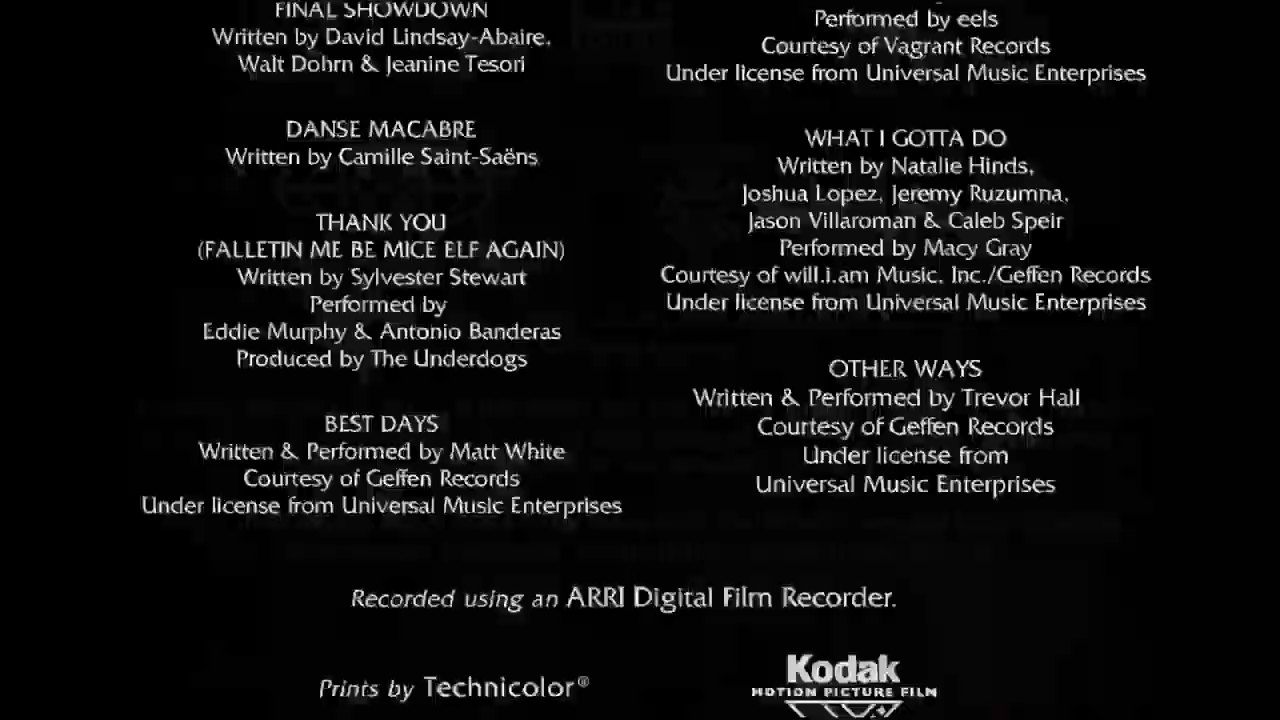 FINAL SHOWDOWN
Written by David Lindsay-Abaire,
Walt Dohrn & Jeanine Tesori
DANSE MACABRE
Written by Camille Saint-Saëns
THANK YOU
(FALLETIN ME BE MICE ELF AGAIN)
Written by Sylvester Stewart
Performed by
Eddie Murphy & Antonio Banderas
Produced by The Underdogs
BEST DAYS
Written & Performed by Matt White
Courtesy of Geffen Records
Under license from Universal Music Enterprises
Performed by eels
Courtesy of Vagrant Records
Under license from Universal Music Enterprises
WHAT I GOTTA DO
Written by Natalie Hinds,
Joshua Lopez, Jeremy Ruzumna,
Jason Villaroman & Caleb Speir
Performed by Macy Gray
Courtesy of will.i.am Music, Inc./Geffen Records
Under license from Universal Music Enterprises
OTHER WAYS
Written & Performed by Trevor Hall
Courtesy of Geffen Records
Under license from
Universal Music Enterprises
Recorded using an ARRI Digital Film Recorder.
Prints by Technicolor®
Kodak
MOTION PICTURE FILM